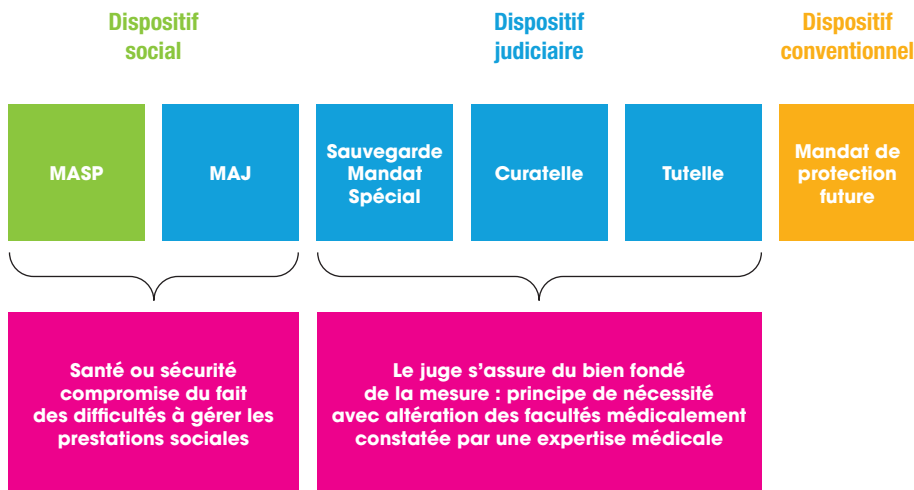 Dispositif
social
Dispositif
judiciaire
Dispositif
conventionnel
MASP
MAJ
Sauvegarde
Mandat
Spécial
Curatelle
Tutelle
Mandat de
protection
future
Santé ou sécurité
compromise du fait
des difficultés à gérer les
prestations sociales
Le juge s’assure du bien fondé
de la mesure : principe de nécessité
avec altération des facultés médicalement
constatée par une expertise médicale